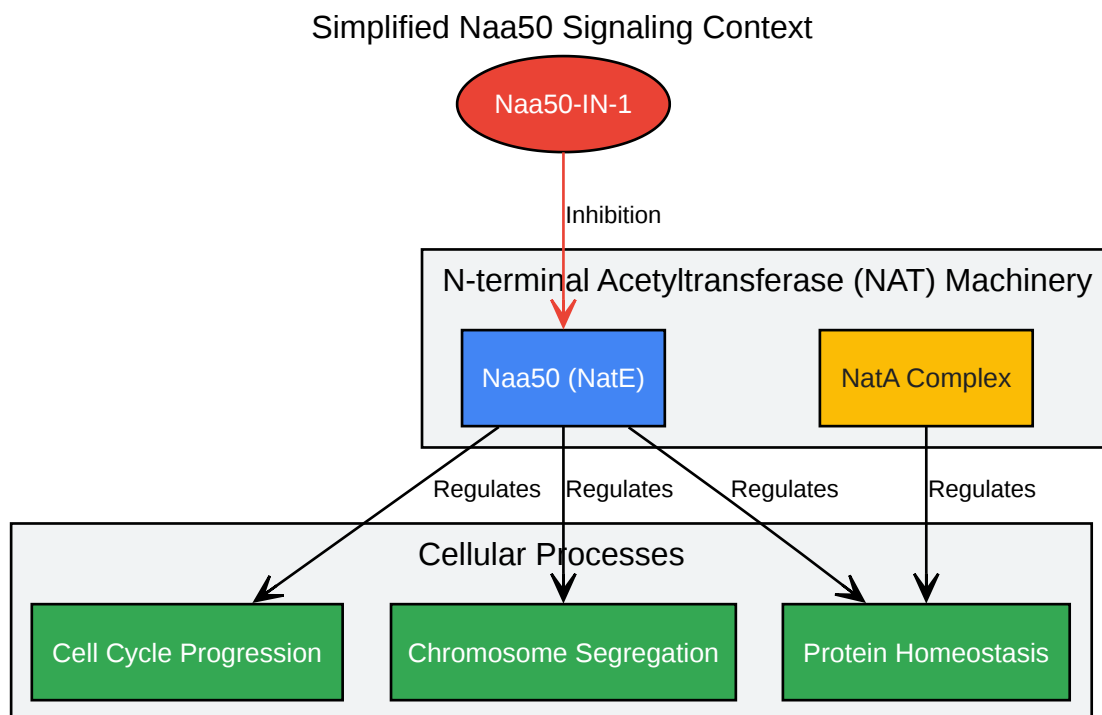 Simplified Naa50 Signaling Context
Naa50-IN-1
Inhibition
N-terminal Acetyltransferase (NAT) Machinery
Naa50 (NatE)
NatA Complex
Regulates
Regulates
Regulates
Regulates
Cellular Processes
Cell Cycle Progression
Chromosome Segregation
Protein Homeostasis